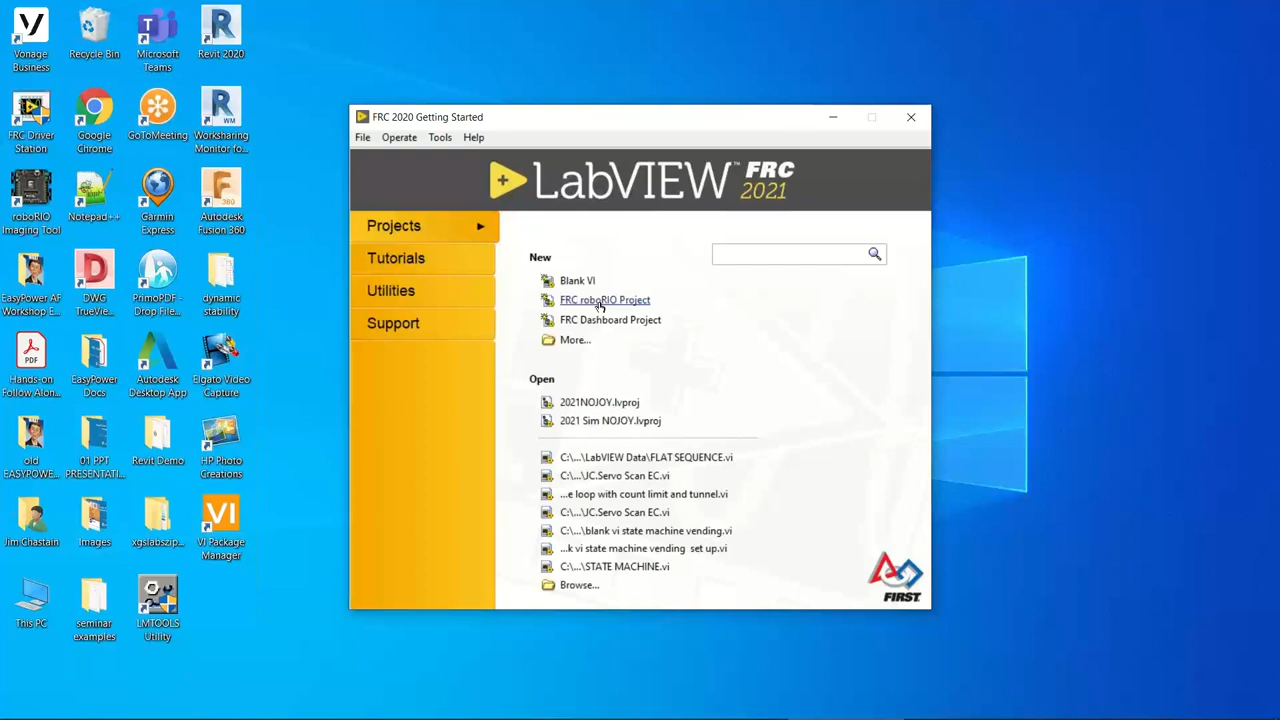 Vonage
Business
Recycle Bin
Microsoft
Teams
Revit 2020
FRC Driver
Station
Google
Chrome
GoToMeeting
Worksharing
Monitor fo...
roboRIO
Imaging Tool
Notepad++
Garmin
Express
Autodesk
Fusion 360
EasyPower AF
Workshop E...
DWG
TrueVie...
PrimoPDF -
Drop File...
dynamic
stability
Hands-on
Follow Alon...
EasyPower
Docs
Autodesk
Desktop App
Elgato Video
Capture
old
EASYPOWE...
01 PPT
PRESENTATI...
Revit Demo
HP Photo
Creations
Jim Chastain
Images
xgslabszip...
VI Package
Manager
This PC
seminar
examples
LMTOOLS
Utility
FRC 2020 Getting Started
File Operate Tools Help
LabVIEW™ FRC 2021
Projects
Tutorials
Utilities
Support
New
Blank VI
FRC roboRIO Project
FRC Dashboard Project
More...
Open
2021NOJOY.lvproj
2021 Sim NOJOY.lvproj
C:\...\LabVIEW Data\FLAT SEQUENCE.vi
C:\...\JC.Servo Scan EC.vi
...e loop with count limit and tunnel.vi
C:\...\JC.Servo Scan EC.vi
C:\...\blank vi state machine vending.vi
...k vi state machine vending  set up.vi
C:\...\STATE MACHINE.vi
Browse...
FIRST